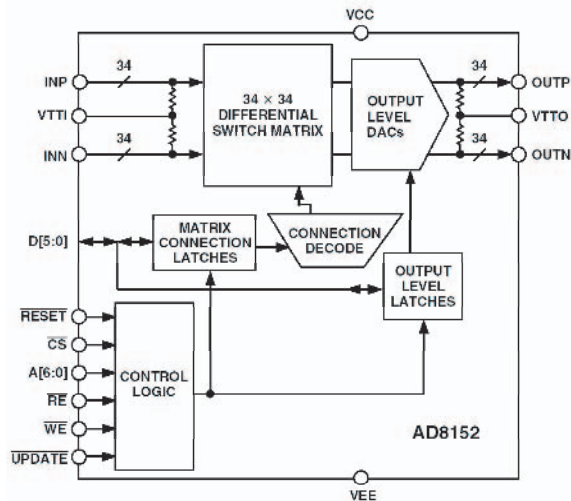 VCC
INP
34
34
OUTP
VTTI
34 × 34
DIFFERENTIAL
SWITCH MATRIX
OUTPUT
LEVEL
DACs
VTTO
INN
34
34
OUTN
D[5:0]
MATRIX
CONNECTION
LATCHES
CONNECTION
DECODE
OUTPUT
LEVEL
LATCHES
RESET
CS
A[6:0]
RE
WE
UPDATE
CONTROL
LOGIC
AD8152
VEE